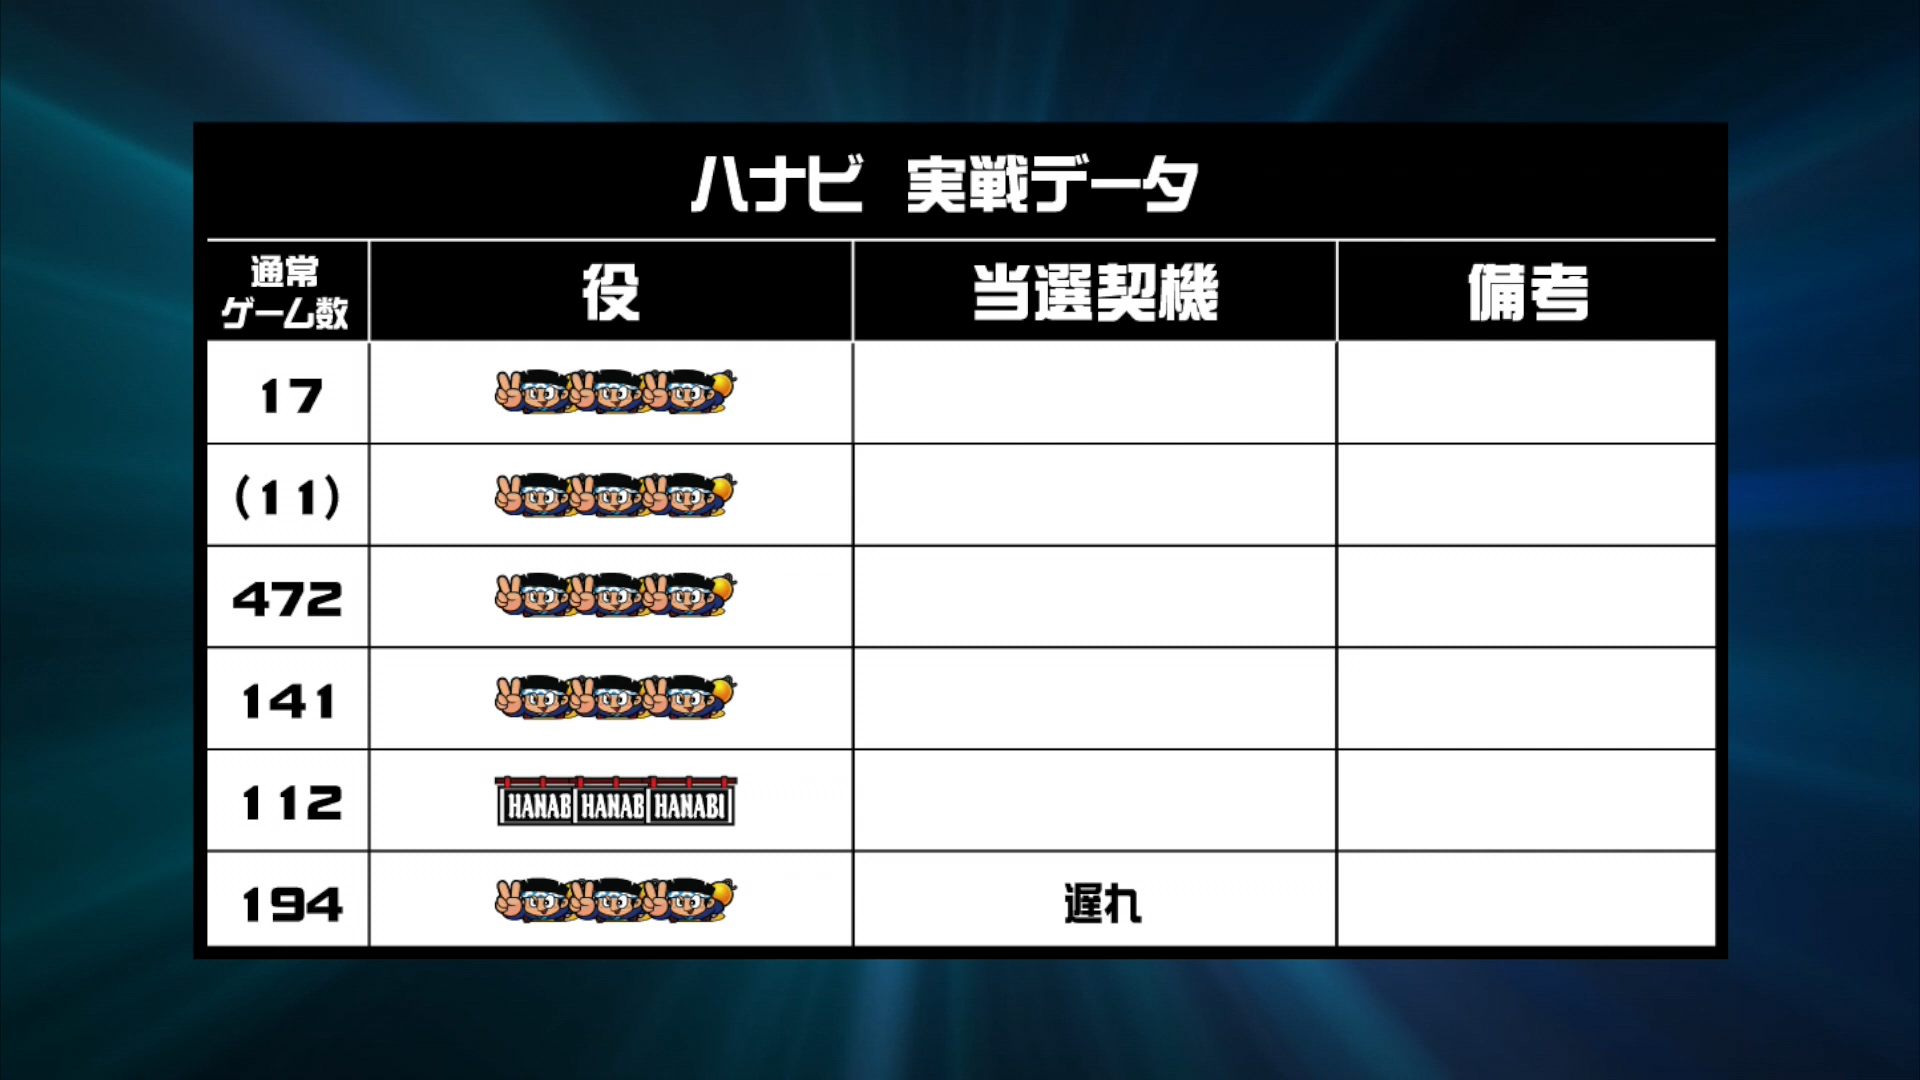 ハナビ 実戦データ
通常
ゲーム数
役
当選契機
備考
17
(11)
472
141
112
HANAB HANAB HANABI
194
遅れ